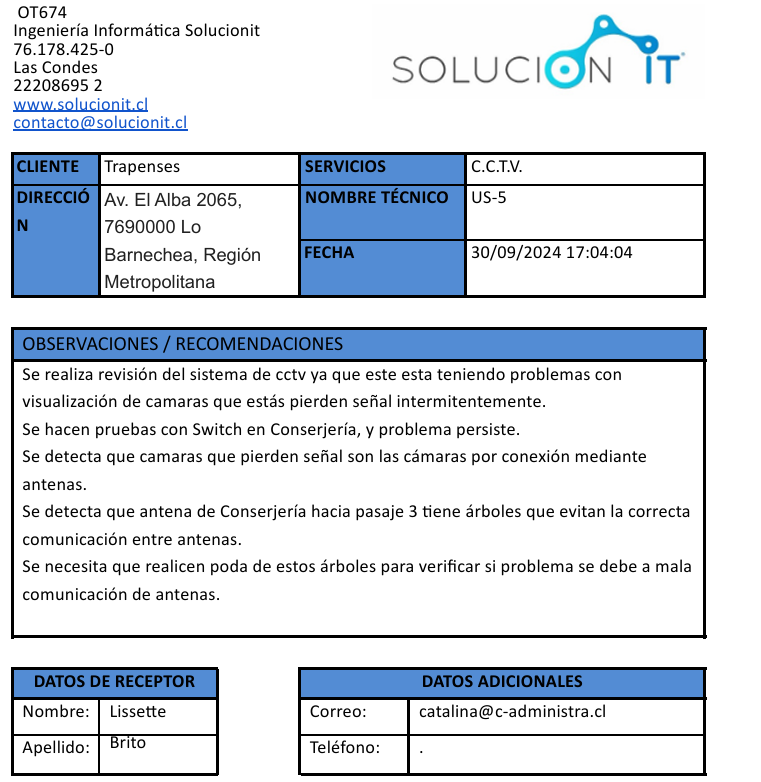 OT674
Ingeniería Informática Solucionit
76.178.425-0
Las Condes
22208695 2
www.solucionit.cl
contacto@solucionit.cl
SOLUCION IT
CLIENTE Trapenses SERVICIOS C.C.T.V.
DIRECCIÓ
N
Av. El Alba 2065,
7690000 Lo
Barnechea, Región
Metropolitana
NOMBRE TÉCNICO US-5
FECHA 30/09/2024 17:04:04
OBSERVACIONES / RECOMENDACIONES
Se realiza revisión del sistema de cctv ya que este esta teniendo problemas con
visualización de camaras que estás pierden señal intermitentemente.
Se hacen pruebas con Switch en Conserjería, y problema persiste.
Se detecta que camaras que pierden señal son las cámaras por conexión mediante
antenas.
Se detecta que antena de Conserjería hacia pasaje 3 tiene árboles que evitan la correcta
comunicación entre antenas.
Se necesita que realicen poda de estos árboles para verificar si problema se debe a mala
comunicación de antenas.
DATOS DE RECEPTOR
Nombre: Lissette
Apellido: Brito
DATOS ADICIONALES
Correo: catalina@c-administra.cl
Teléfono: .